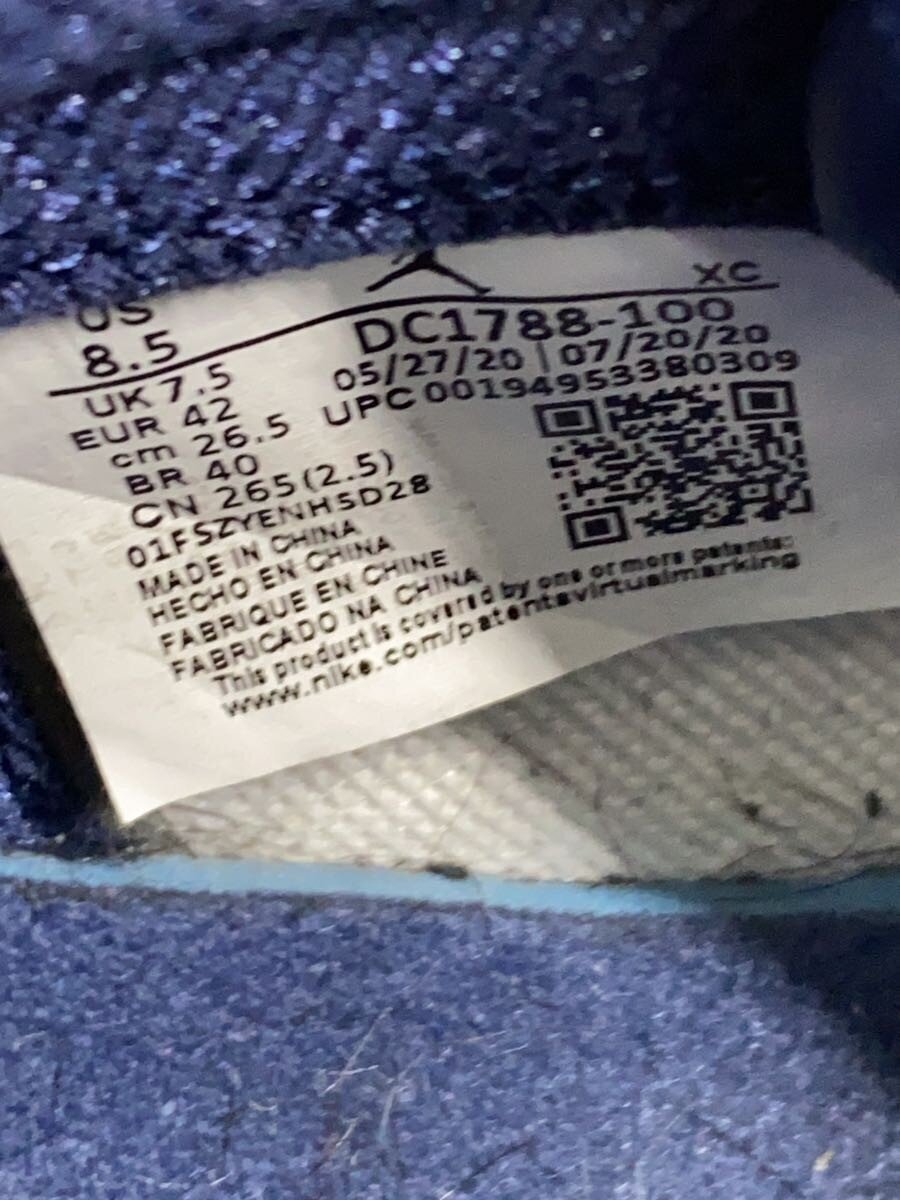 US
8.5
UK 7.5
EUR 42
cm 26.5
BR 40
CN 265 (2.5)
01FSZYENH5D28
MADE IN CHINA
HECHO EN CHINA
FABRIQUE EN CHINE
FABRICADO NA CHINA
XC
DC1788-100
05/27/20 | 07/20/20
UPC 00194953380309
This product is covered by one or more patents:
www.nike.com/patentsvirtualmarking